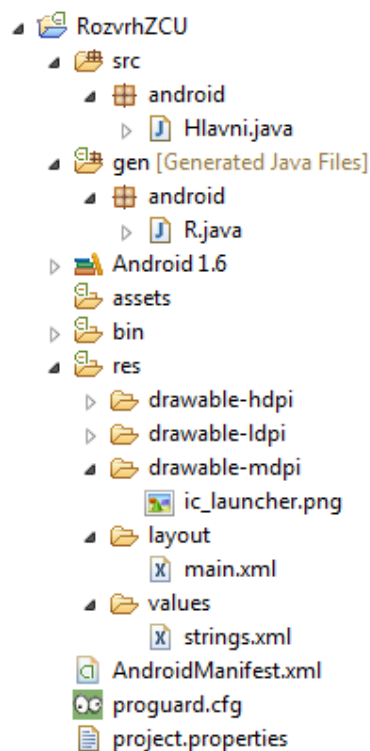 RozvrhZCU
src
android
Hlavni.java
gen [Generated Java Files]
android
R.java
Android 1.6
assets
bin
res
drawable-hdpi
drawable-ldpi
drawable-mdpi
ic_launcher.png
layout
main.xml
values
strings.xml
AndroidManifest.xml
proguard.cfg
project.properties